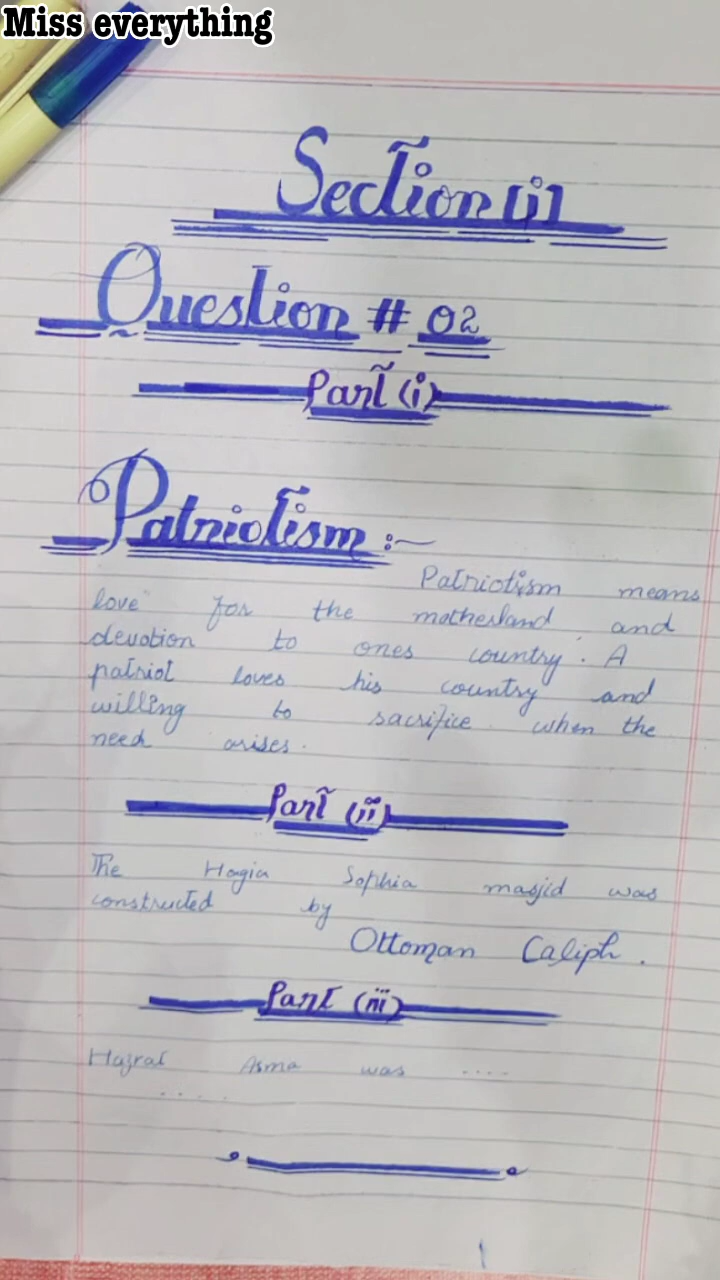 Miss everything
Section (i)
Question # 02
Part (i)
Patriotism :-
Patriotism means
love for the motherland and
devotion to ones country. A
patriot loves his country and
willing to sacrifice when the
need arises.
Part (ii)
The Hagia Sophia masjid was
constructed by
Ottoman Caliph.
Part (iii)
Hazrat Asma was ....
.....
1